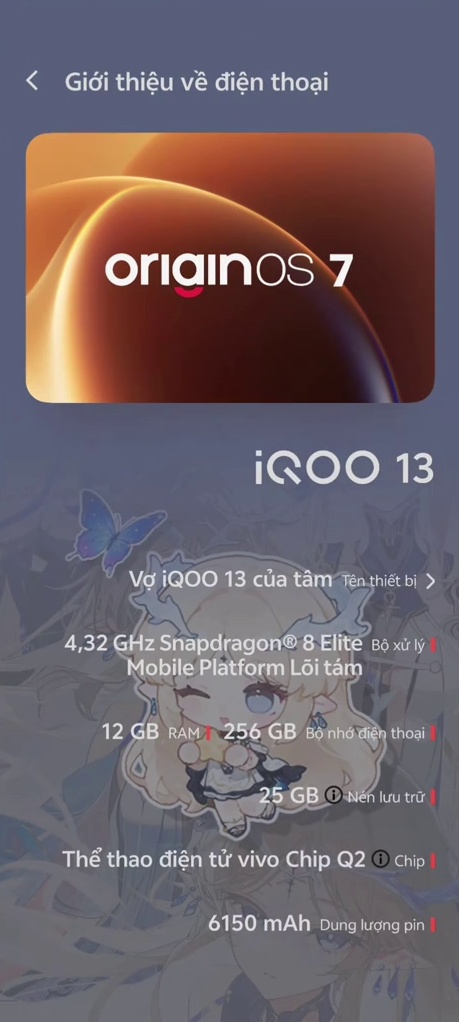 Giới thiệu về điện thoại
originOS 7
iQOO 13
Vợ iQOO 13 của tâm Tên thiết bị
4,32 GHz Snapdragon® 8 Elite Bộ xử lý
Mobile Platform Lõi tám
12 GB RAM 256 GB Bộ nhớ điện thoại
25 GB Nén lưu trữ
Thể thao điện tử vivo Chip Q2 Chip
6150 mAh Dung lượng pin